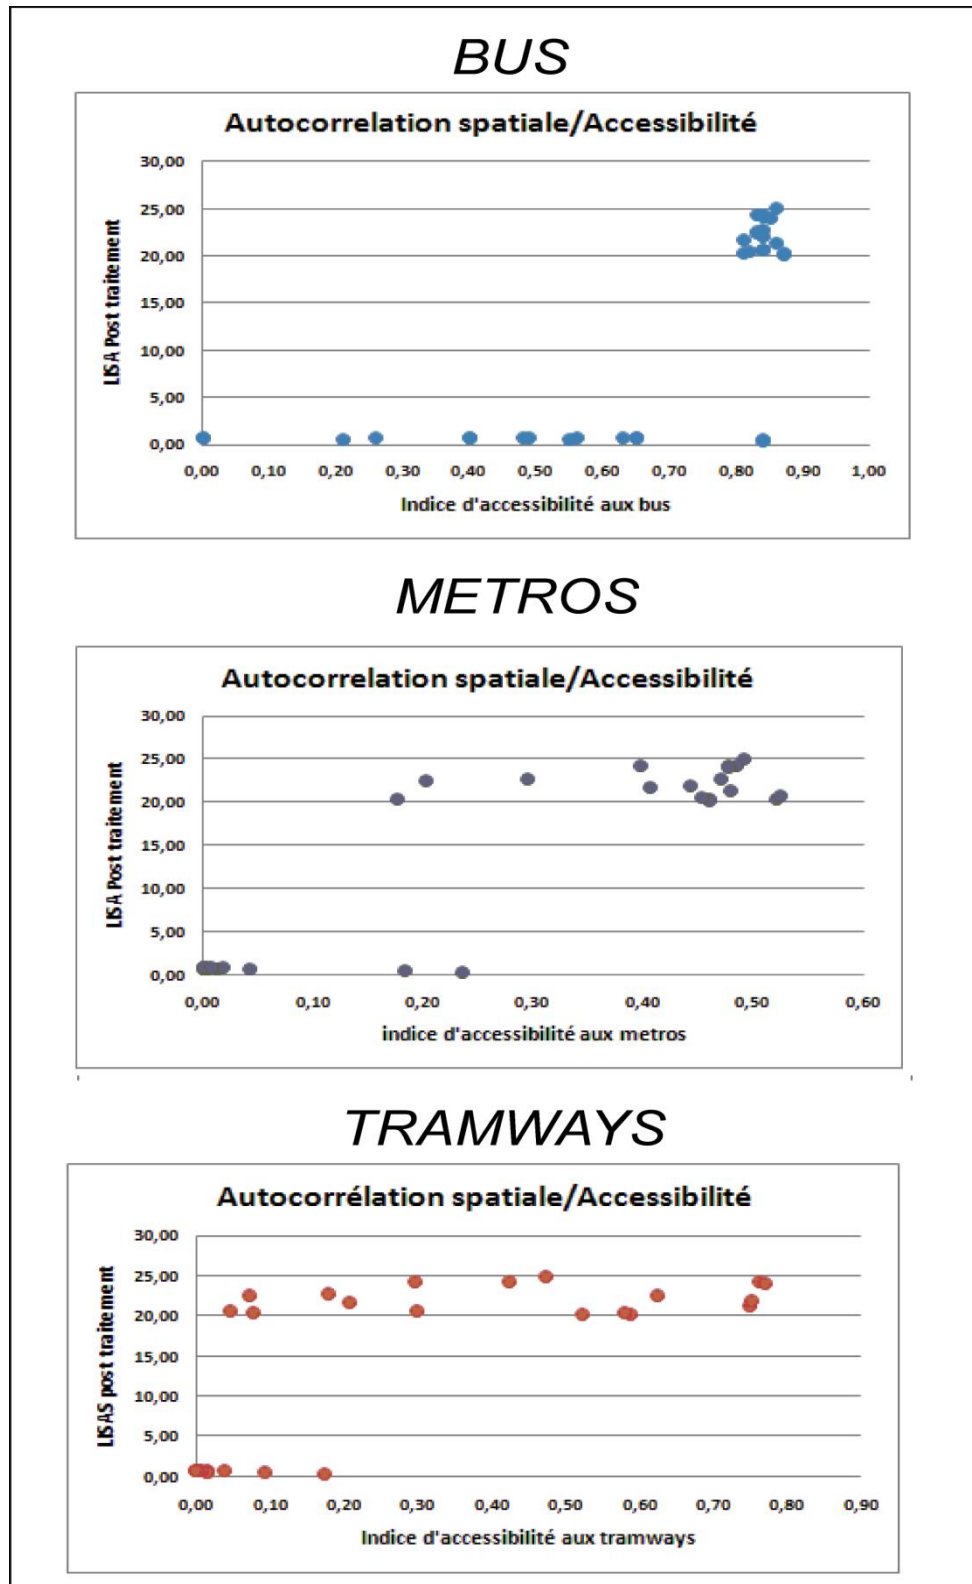 BUS
Autocorrelation spatiale/Accessibilité
30,00
25,00
20,00
15,00
10,00
5,00
0,00
LISA Post traitement
0,00 0,10 0,20 0,30 0,40 0,50 0,60 0,70 0,80 0,90 1,00
Indice d'accessibilité aux bus
METROS
Autocorrelation spatiale/Accessibilité
30,00
25,00
20,00
15,00
10,00
5,00
0,00
LISA Post traitement
0,00 0,10 0,20 0,30 0,40 0,50 0,60
indice d'accessibilité aux metros
TRAMWAYS
Autocorrélation spatiale/Accessibilité
30,00
25,00
20,00
15,00
10,00
5,00
0,00
LISAS post traitement
0,00 0,10 0,20 0,30 0,40 0,50 0,60 0,70 0,80 0,90
Indice d'accessibilité aux tramways